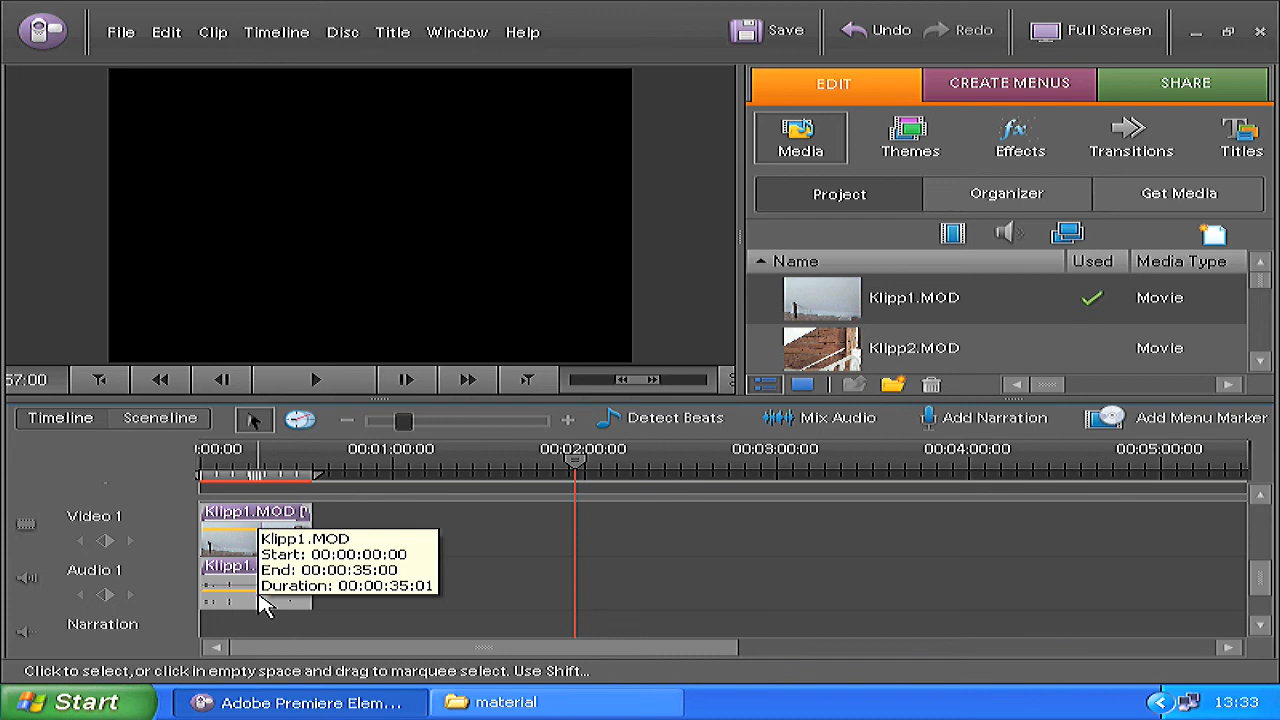 File Edit Clip Timeline Disc Title Window Help Save Undo Redo Full Screen
EDIT CREATE MENUS SHARE
Media Themes Effects Transitions Titles
Project Organizer Get Media
Name Used Media Type
Klipp1.MOD Movie
Klipp2.MOD Movie
57:00
Timeline Sceneline Detect Beats Mix Audio Add Narration Add Menu Marker
:00:00 00:01:00:00 00:02:00:00 00:03:00:00 00:04:00:00 00:05:00:00
Video 1 Klipp1.MOD [
Klipp1.MOD
Start: 00:00:00:00
End: 00:00:35:00
Duration: 00:00:35:01
Audio 1 Klipp1.
Narration
Click to select, or click in empty space and drag to marquee select. Use Shift...
Start Adobe Premiere Elem... material 13:33